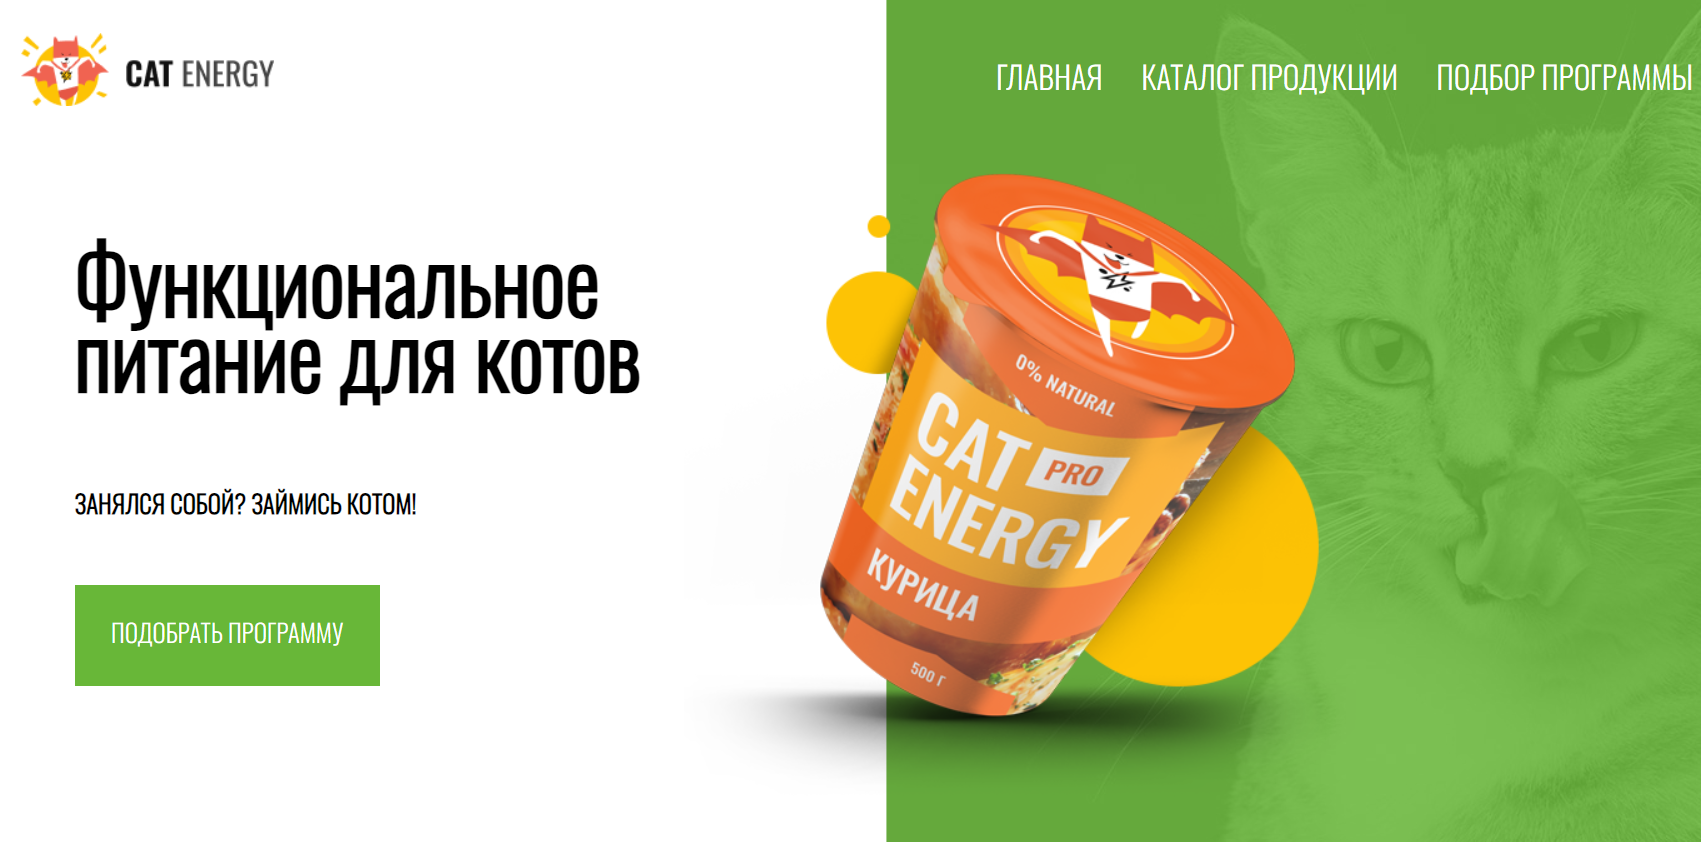 CAT ENERGY
ГЛАВНАЯ КАТАЛОГ ПРОДУКЦИИ ПОДБОР ПРОГРАММЫ
Функциональное
питание для котов
ЗАНЯЛСЯ СОБОЙ? ЗАЙМИСЬ КОТОМ!
ПОДОБРАТЬ ПРОГРАММУ
0% NATURAL
CAT PRO
ENERGY
КУРИЦА
500 Г